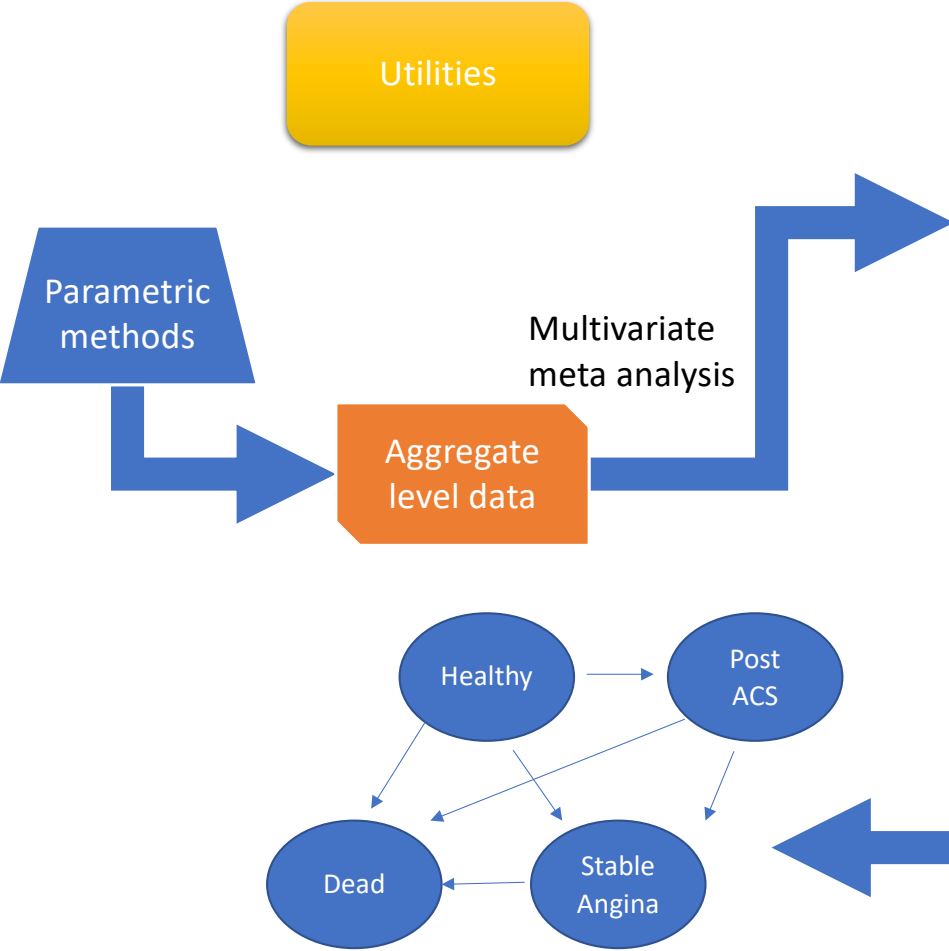 Utilities
Parametric
methods
Multivariate
meta analysis
Aggregate
level data
Healthy
Post
ACS
Dead
Stable
Angina